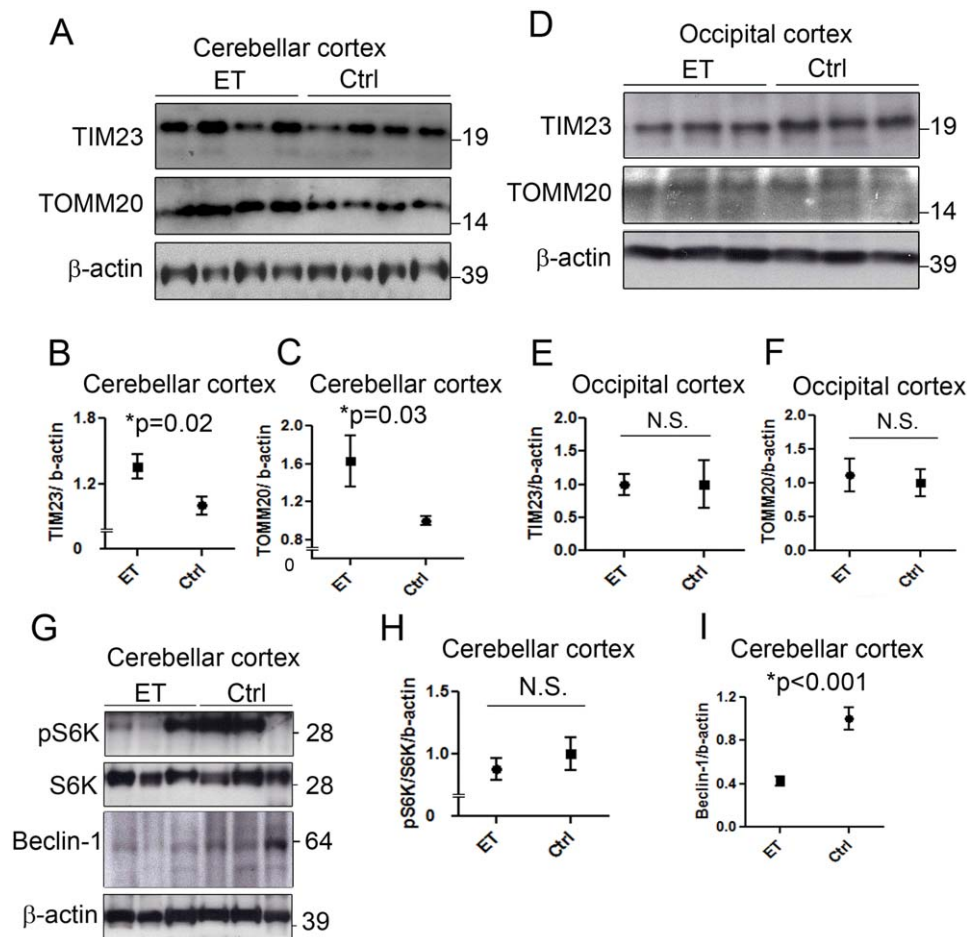 A
Cerebellar cortex
ET Ctrl
TIM23
19
TOMM20
14
β-actin
39
D
Occipital cortex
ET Ctrl
TIM23
19
TOMM20
14
β-actin
39
B
Cerebellar cortex
*p=0.02
TIM23/ b-actin
1.8
1.2
0
ET
Ctrl
C
Cerebellar cortex
*p=0.03
TOMM20/ b-actin
2.0
1.6
1.2
0.8
0
ET
Ctrl
E
Occipital cortex
N.S.
TIM23/b-actin
2.0
1.5
1.0
0.5
0.0
ET
Ctrl
F
Occipital cortex
N.S.
TOMM20/b-actin
2.0
1.5
1.0
0.5
0.0
ET
Ctrl
G
Cerebellar cortex
ET Ctrl
pS6K
28
S6K
28
Beclin-1
64
β-actin
39
H
Cerebellar cortex
N.S.
pS6K/S6K/b-actin
1.5
1.0
0
ET
Ctrl
I
Cerebellar cortex
*p<0.001
Beclin-1/b-actin
1.2
0.8
0.4
0.0
ET
Ctrl